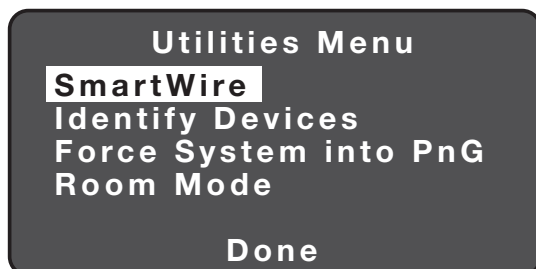 Utilities Menu
SmartWire
Identify Devices
Force System into PnG
Room Mode
Done